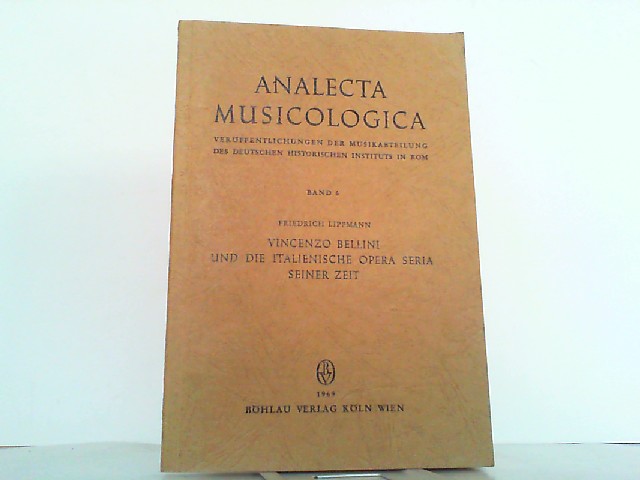 ANALECTA
MUSICOLOGICA
VERÖFFENTLICHUNGEN DER MUSIKABTEILUNG
DES DEUTSCHEN HISTORISCHEN INSTITUTS IN ROM
BAND 6
FRIEDRICH LIPPMANN
VINCENZO BELLINI
UND DIE ITALIENISCHE OPERA SERIA
SEINER ZEIT
1969
BÖHLAU VERLAG KÖLN WIEN